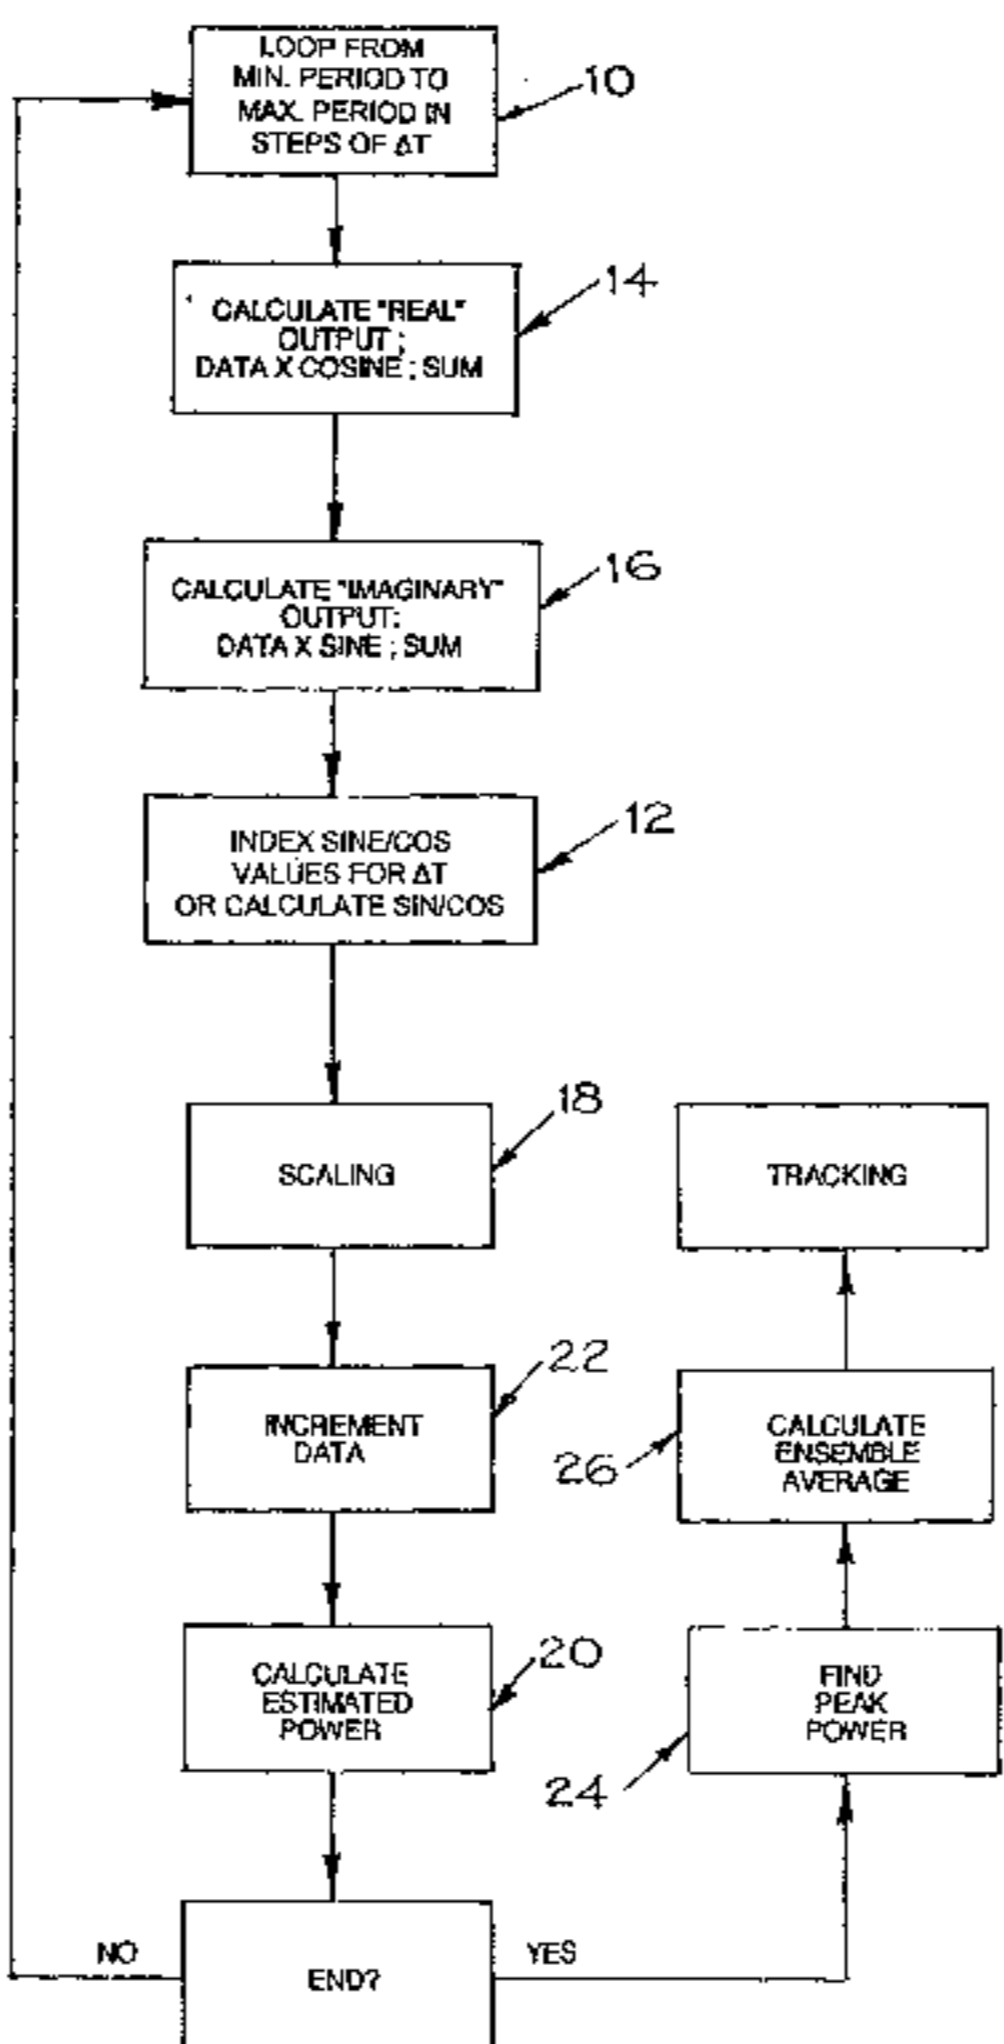 LOOP FROM
MIN. PERIOD TO
MAX. PERIOD IN
STEPS OF ΔT
10
CALCULATE "REAL"
OUTPUT ;
DATA X COSINE ; SUM
14
CALCULATE "IMAGINARY"
OUTPUT:
DATA X SINE ; SUM
16
INDEX SINE/COS
VALUES FOR ΔT
OR CALCULATE SIN/COS
12
SCALING
18
INCREMENT
DATA
22
CALCULATE
ESTIMATED
POWER
20
END?
NO
YES
FIND
PEAK
POWER
24
CALCULATE
ENSEMBLE
AVERAGE
26
TRACKING